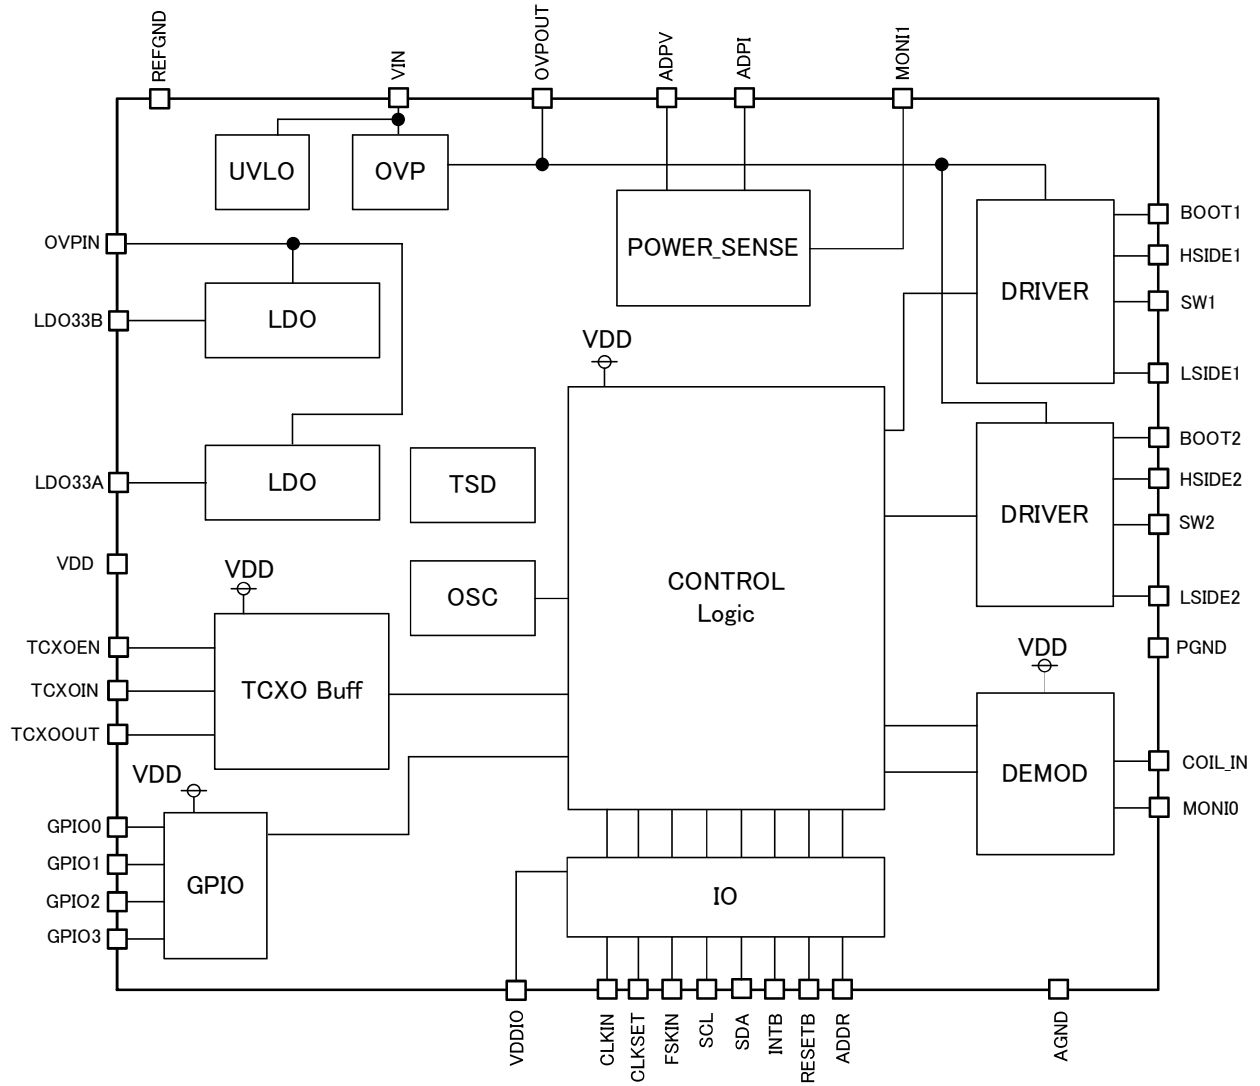 REFGND
VIN
OVPOUT
ADPV
ADPI
MONI1
UVLO
OVP
POWER_SENSE
OVPIN
LDO
LDO33B
DRIVER
BOOT1
HSIDE1
SW1
LSIDE1
VDD
LDO
LDO33A
TSD
DRIVER
BOOT2
HSIDE2
SW2
LSIDE2
VDD
VDD
OSC
CONTROL
Logic
TCXOEN
TCXOIN
TCXOOUT
TCXO Buff
PGND
VDD
DEMOD
COIL_IN
MONI0
VDD
GPIO0
GPIO1
GPIO2
GPIO3
GPIO
IO
VDDIO
CLKIN
CLKSET
FSKIN
SCL
SDA
INTB
RESETB
ADDR
AGND